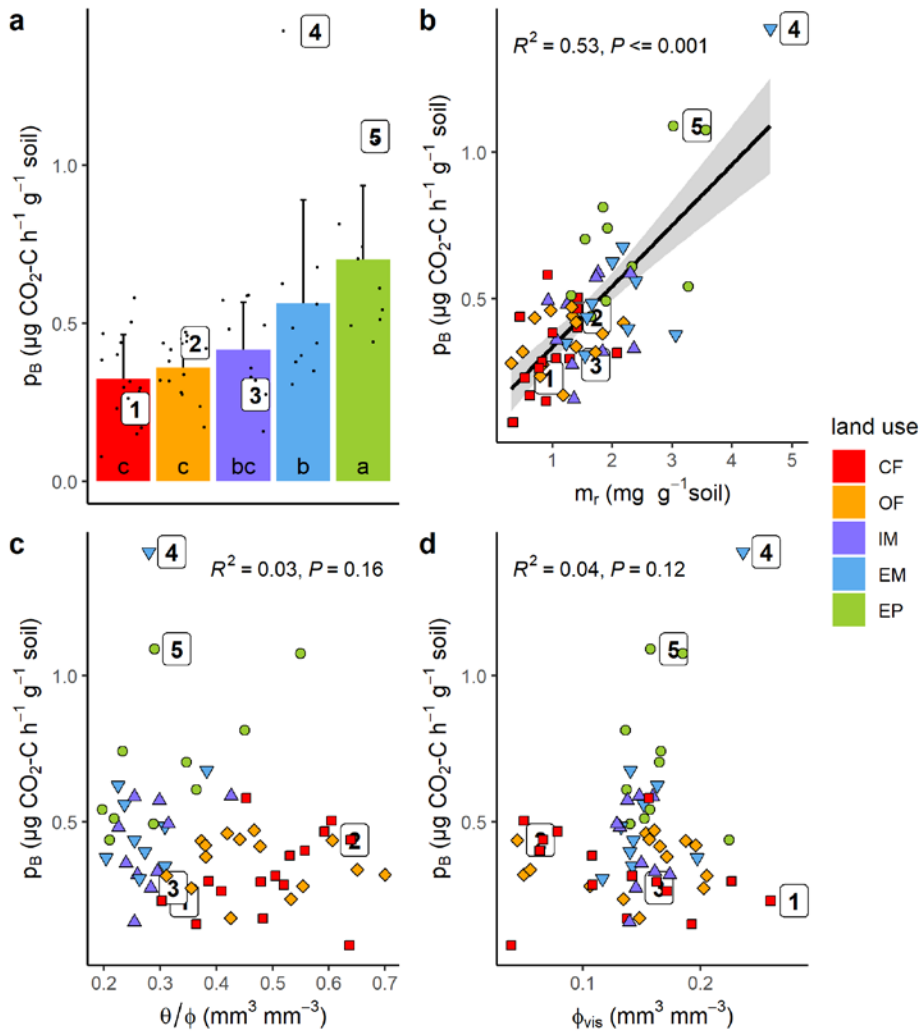 a
4
5
1.0
2
0.5
1
3
0.0
c
c
bc
b
a
pB (µg CO₂-C h⁻¹ g⁻¹ soil)
b
R² = 0.53, P <= 0.001
4
5
1.0
0.5
2
3
1
1 2 3 4 5
mr (mg g⁻¹soil)
pB (µg CO₂-C h⁻¹ g⁻¹ soil)
land use
CF
OF
IM
EM
EP
c
R² = 0.03, P = 0.16
4
5
1.0
0.5
2
3
1
0.0
0.2 0.3 0.4 0.5 0.6 0.7
θ/ϕ (mm³ mm⁻³)
pB (µg CO₂-C h⁻¹ g⁻¹ soil)
d
R² = 0.04, P = 0.12
4
5
1.0
0.5
2
3
1
0.0
0.1 0.2
ϕvis (mm³ mm⁻³)
pB (µg CO₂-C h⁻¹ g⁻¹ soil)